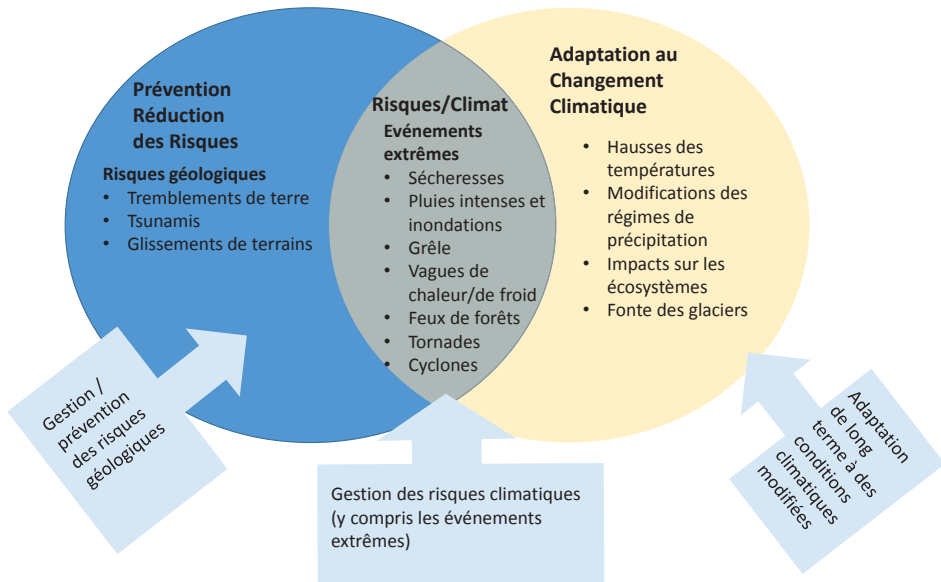 Prévention
Réduction
des Risques
Risques géologiques
• Tremblements de terre
• Tsunamis
• Glissements de terrains
Risques/Climat
Evénements
extrêmes
• Sécheresses
• Pluies intenses et
inondations
• Grêle
• Vagues de
chaleur/de froid
• Feux de forêts
• Tornades
• Cyclones
Adaptation au
Changement
Climatique
• Hausses des
températures
• Modifications des
régimes de
précipitation
• Impacts sur les
écosystèmes
• Fonte des glaciers
Gestion /
prévention
des risques
géologiques
Gestion des risques climatiques
(y compris les événements
extrêmes)
Adaptation
de long
terme à des
conditions
climatiques
modifiées